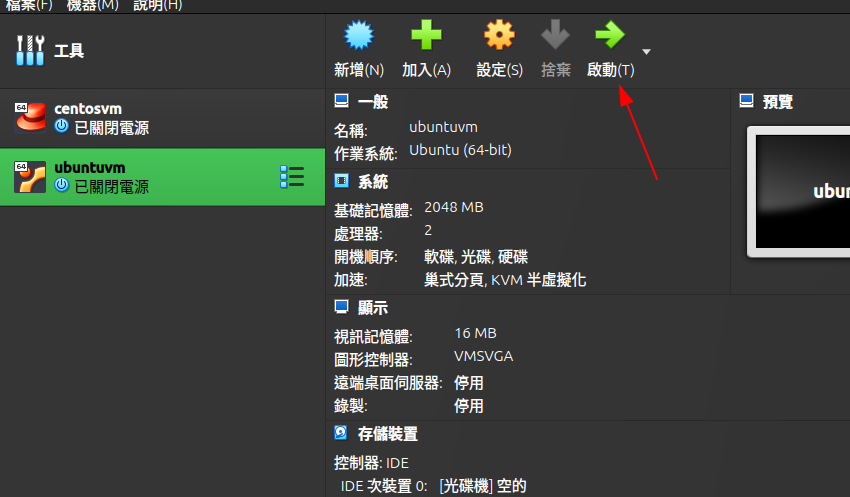 檔案(F) 機器(M) 說明(H)
工具
新增(N) 加入(A) 設定(S) 捨棄 啟動(T)
64 centosvm
已關閉電源
64 ubuntuvm
已關閉電源
一般
名稱: ubuntuvm
作業系統: Ubuntu (64-bit)
系統
基礎記憶體: 2048 MB
處理器: 2
開機順序: 軟碟, 光碟, 硬碟
加速: 巢式分頁, KVM 半虛擬化
顯示
視訊記憶體: 16 MB
圖形控制器: VMSVGA
遠端桌面伺服器: 停用
錄製: 停用
存儲裝置
控制器: IDE
IDE 次裝置 0: [光碟機] 空的
預覽
ubun